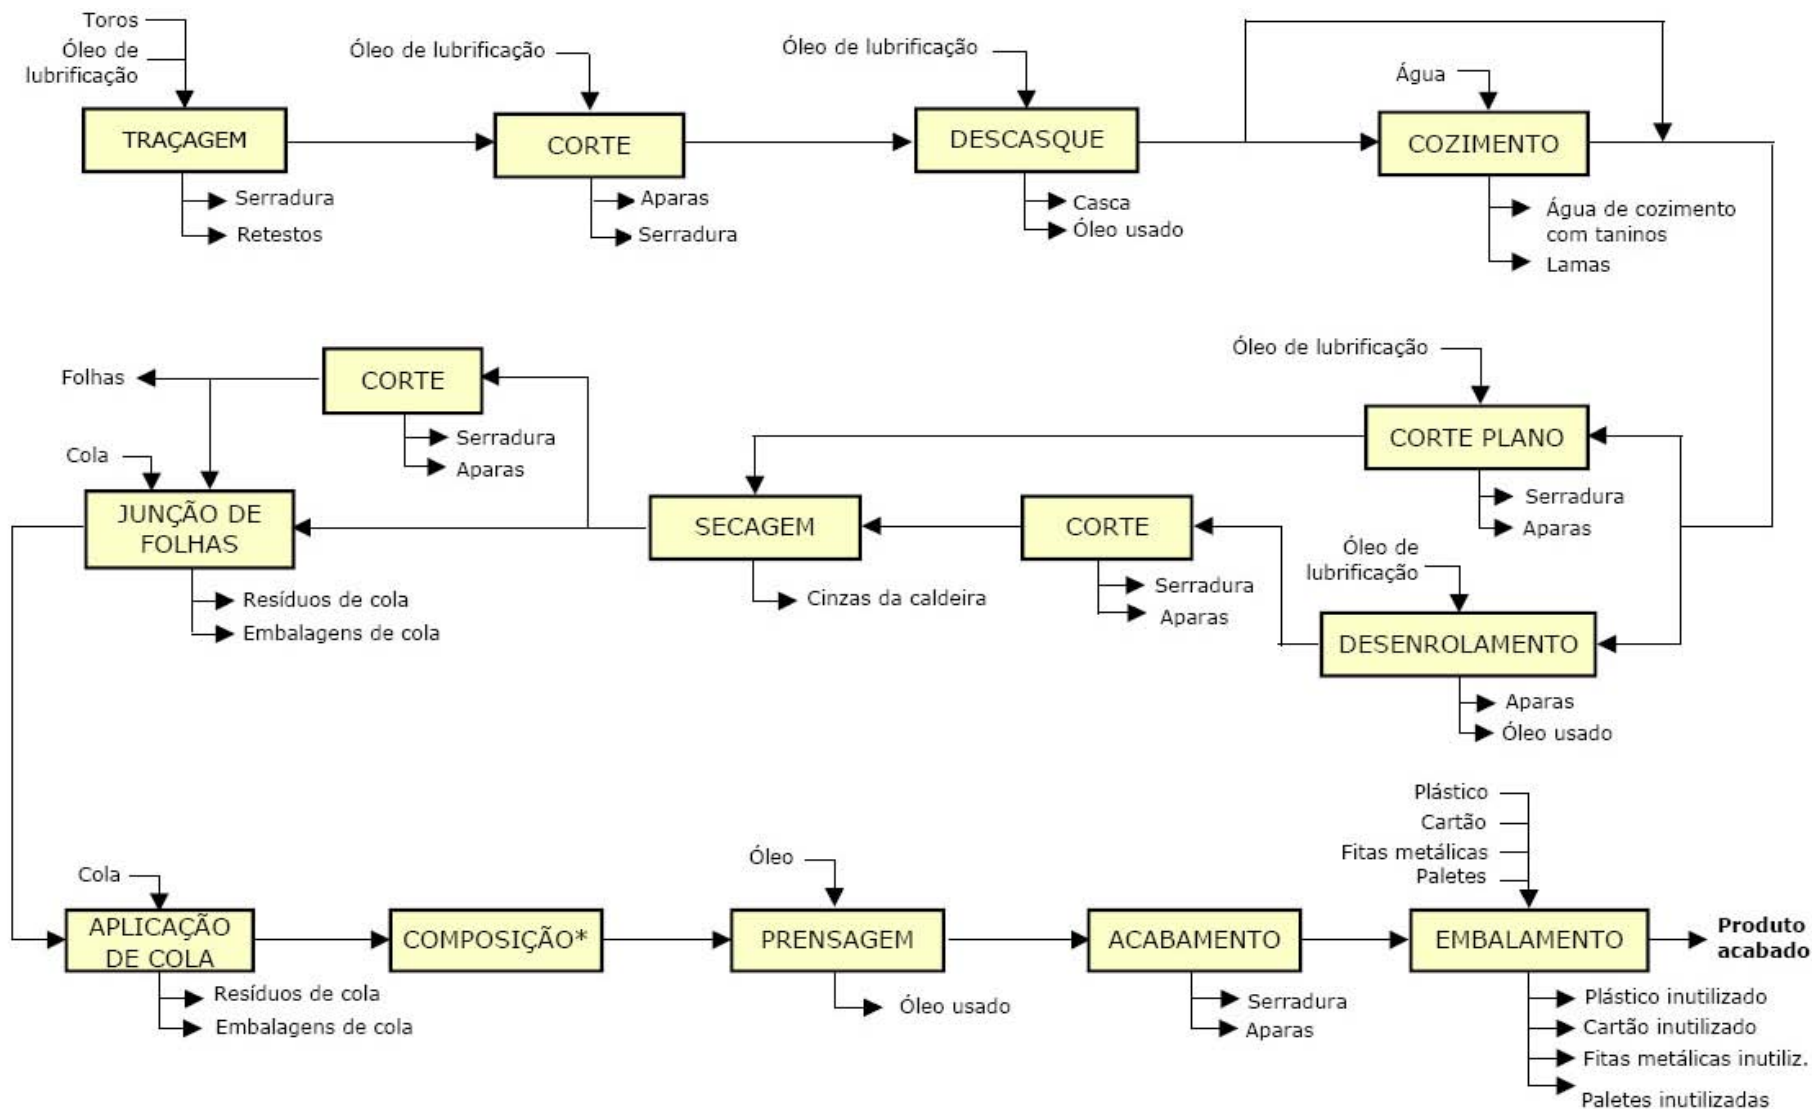 Toros
Óleo de
lubrificação
TRAÇAGEM
Serradura
Retestos
Óleo de lubrificação
CORTE
Aparas
Serradura
Óleo de lubrificação
DESCASQUE
Casca
Óleo usado
Água
COZIMENTO
Água de cozimento
com taninos
Lamas
Óleo de lubrificação
CORTE PLANO
Serradura
Aparas
Óleo de
lubrificação
DESENROLAMENTO
Aparas
Óleo usado
CORTE
Serradura
Aparas
SECAGEM
Cinzas da caldeira
CORTE
Serradura
Aparas
Folhas
Cola
JUNÇÃO DE
FOLHAS
Resíduos de cola
Embalagens de cola
Cola
APLICAÇÃO
DE COLA
Resíduos de cola
Embalagens de cola
COMPOSIÇÃO*
Óleo
PRENSAGEM
Óleo usado
ACABAMENTO
Serradura
Aparas
Plástico
Cartão
Fitas metálicas
Paletes
EMBALAMENTO
Plástico inutilizado
Cartão inutilizado
Fitas metálicas inutiliz.
Paletes inutilizadas
Produto
acabado